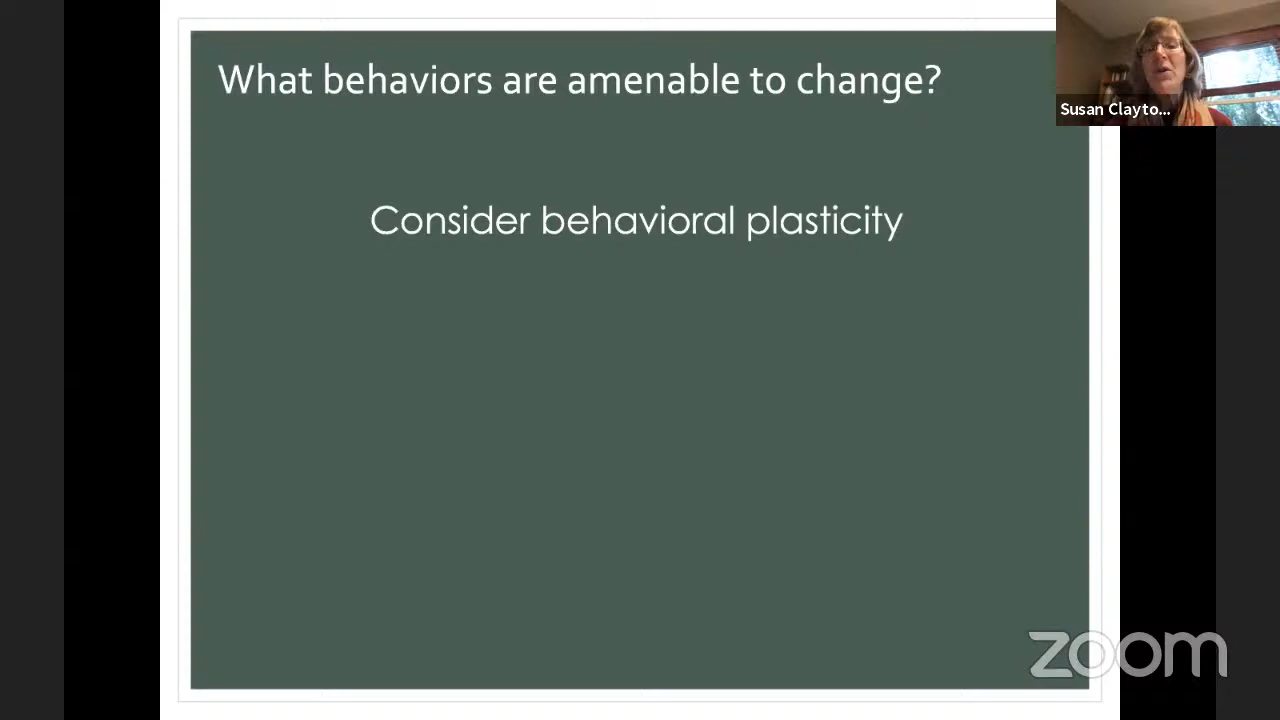 What behaviors are amenable to change?
Susan Clayto...
Consider behavioral plasticity
zoom